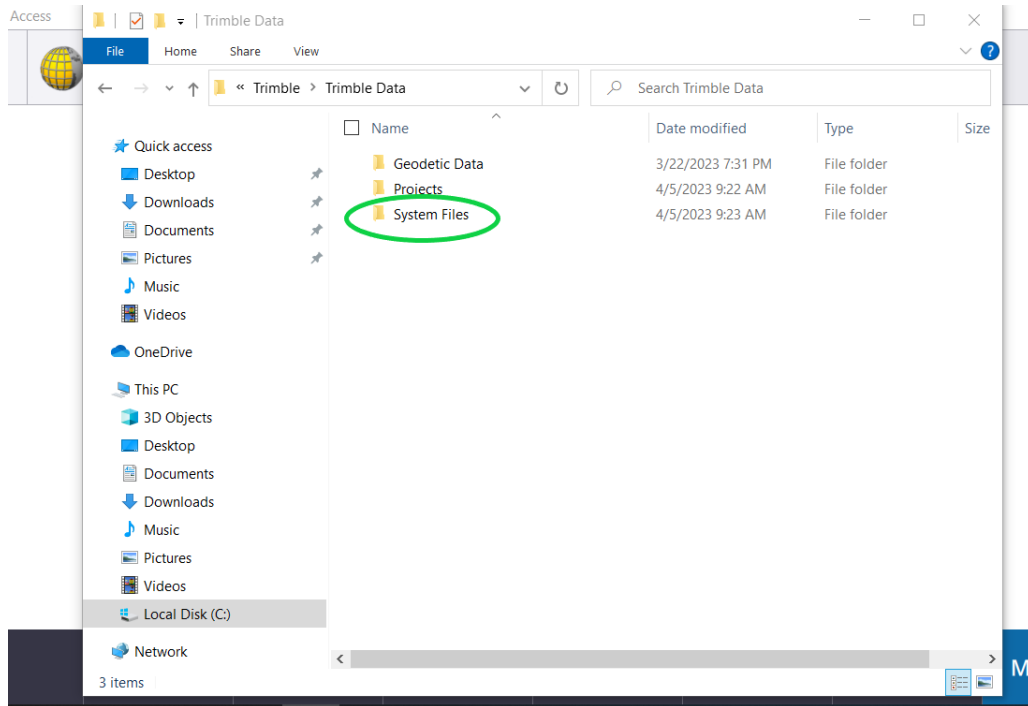 Access
Trimble Data
File Home Share View
« Trimble > Trimble Data
Search Trimble Data
Name Date modified Type Size
Quick access
Desktop
Downloads
Documents
Pictures
Music
Videos
OneDrive
This PC
3D Objects
Desktop
Documents
Downloads
Music
Pictures
Videos
Local Disk (C:)
Network
Geodetic Data 3/22/2023 7:31 PM File folder
Projects 4/5/2023 9:22 AM File folder
System Files 4/5/2023 9:23 AM File folder
3 items
M